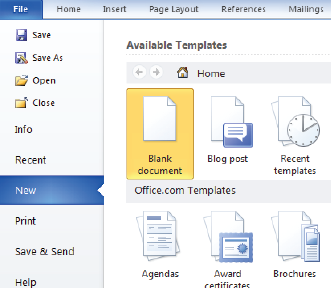 File Home Insert Page Layout References Mailings
Save
Save As
Open
Close
Info
Recent
New
Print
Save & Send
Help
Available Templates
Home
Blank document
Blog post
Recent templates
Office.com Templates
Agendas
Award certificates
Brochures